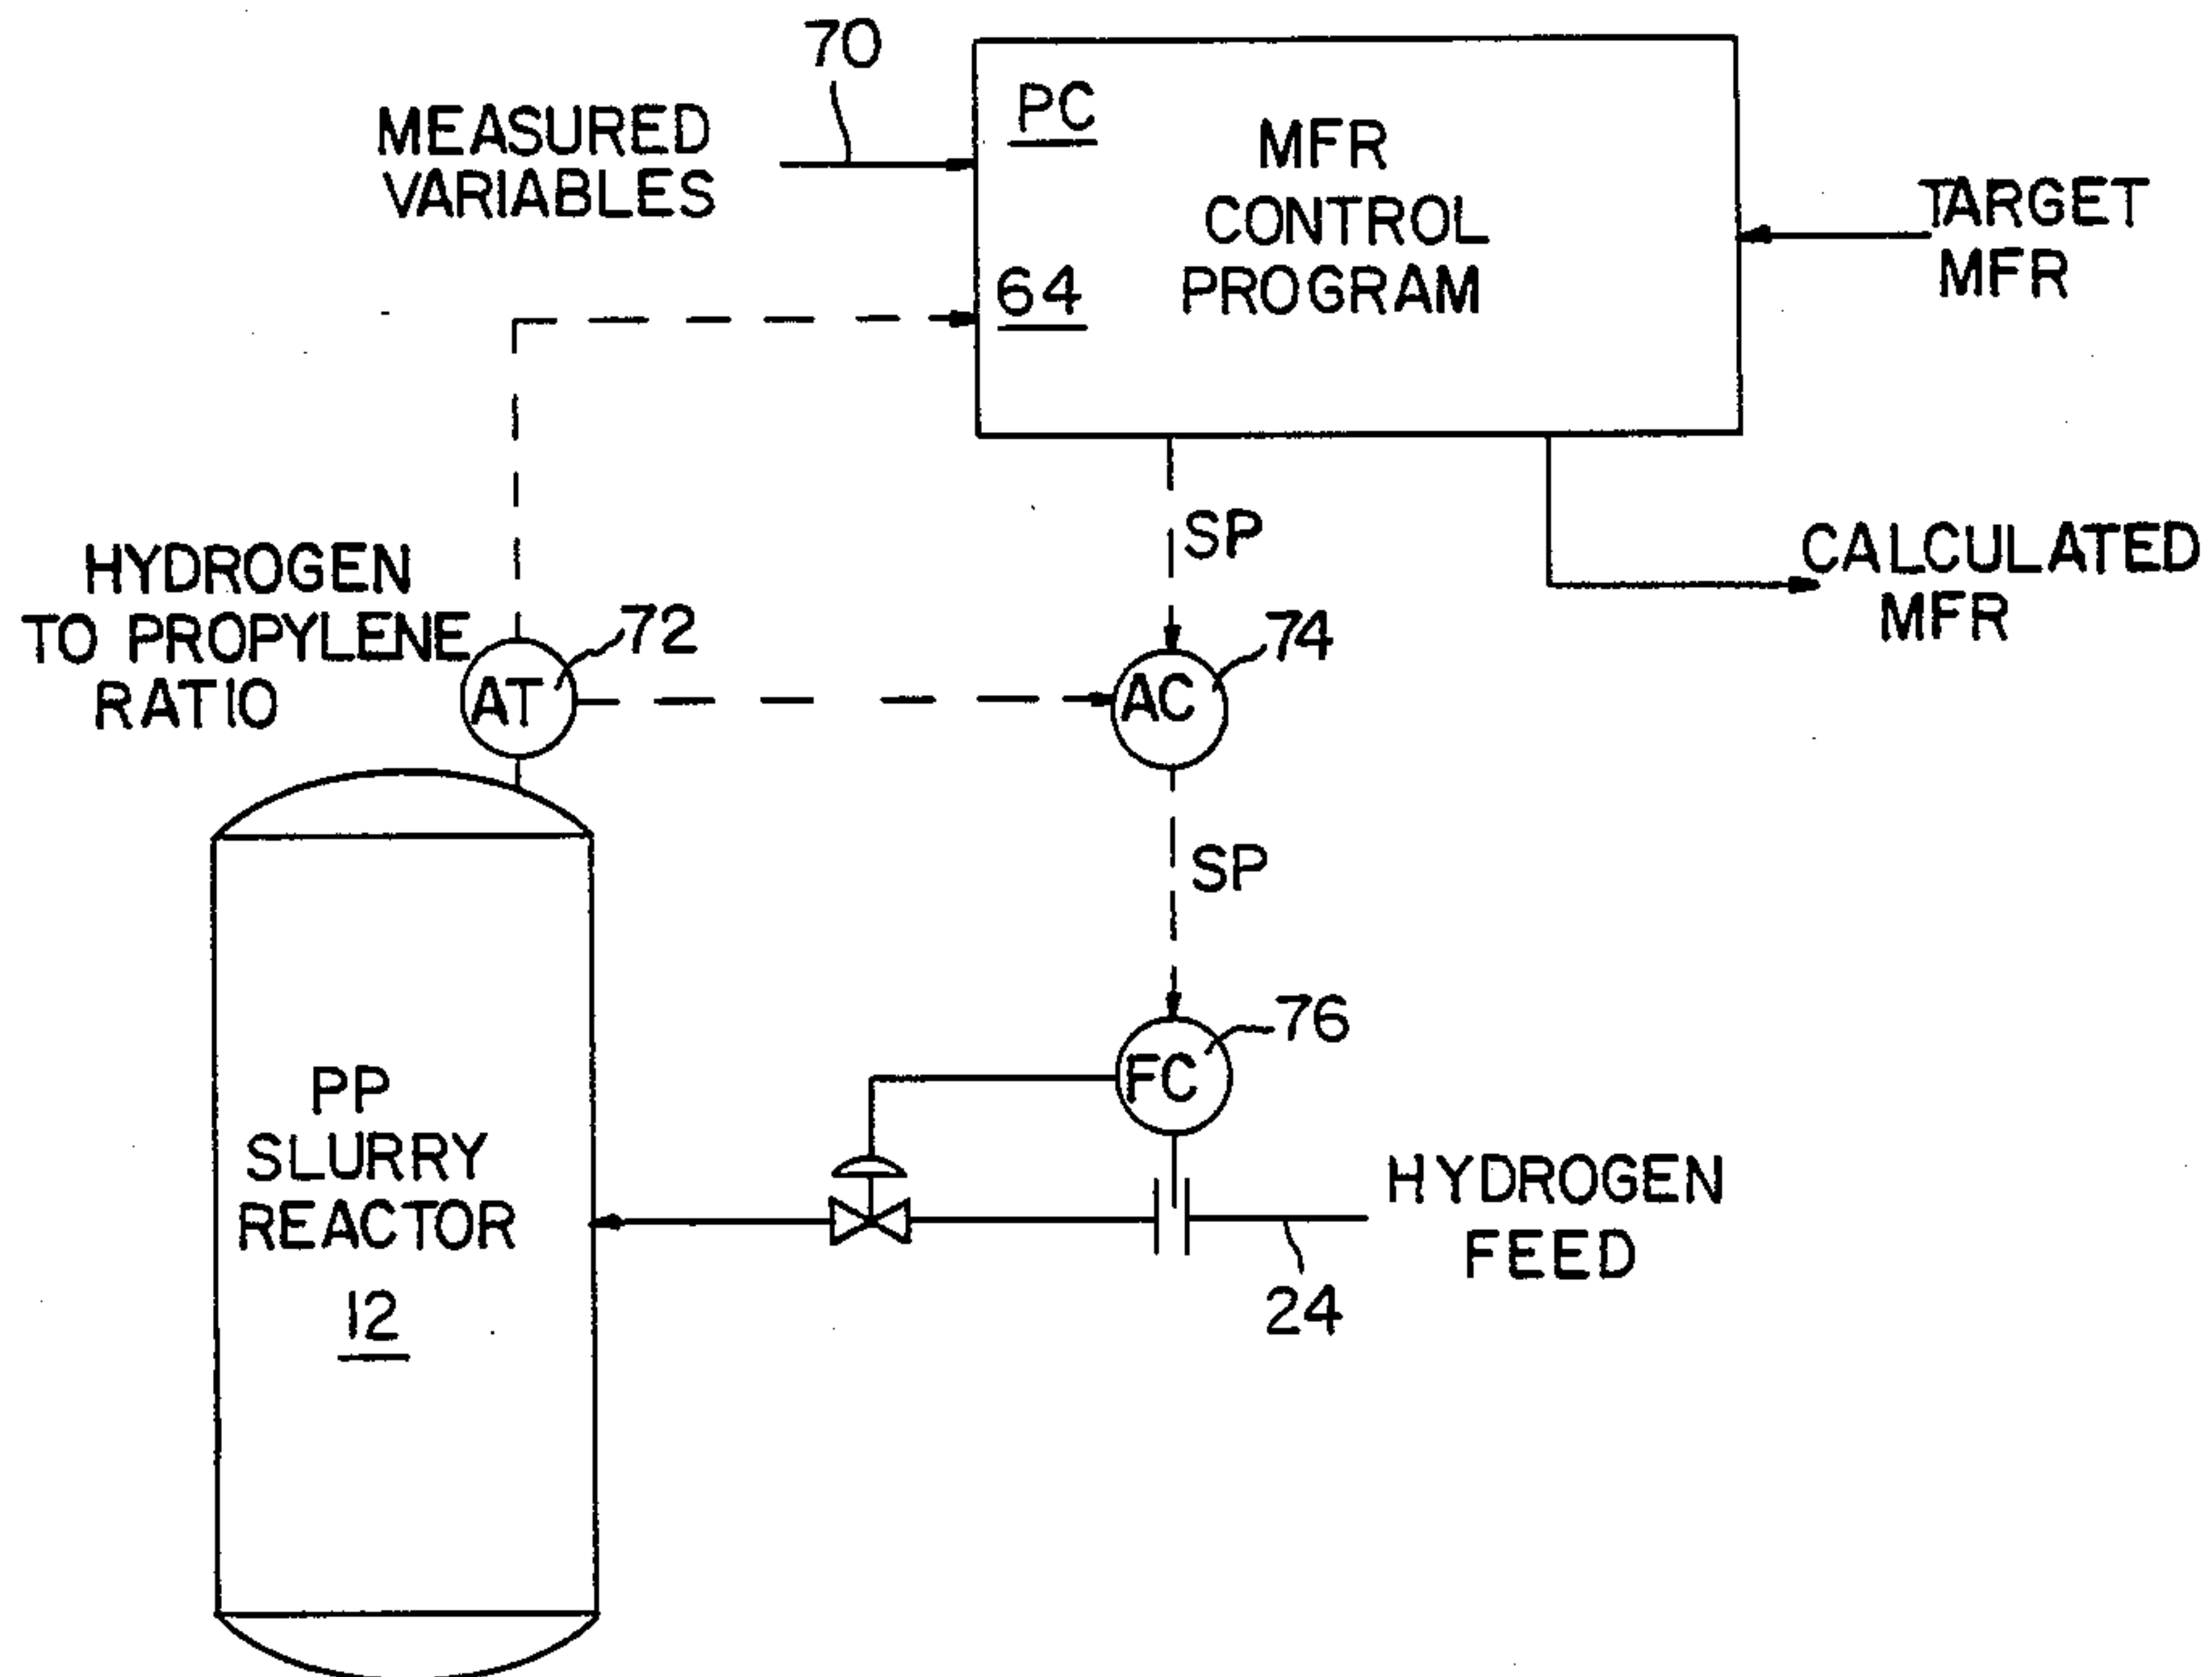 70
PC
MEASURED
VARIABLES
MFR
CONTROL
PROGRAM
64
TARGET
MFR
SP
CALCULATED
MFR
HYDROGEN
TO PROPYLENE
RATIO
72
AT
74
AC
SP
76
FC
PP
SLURRY
REACTOR
12
HYDROGEN
FEED
24